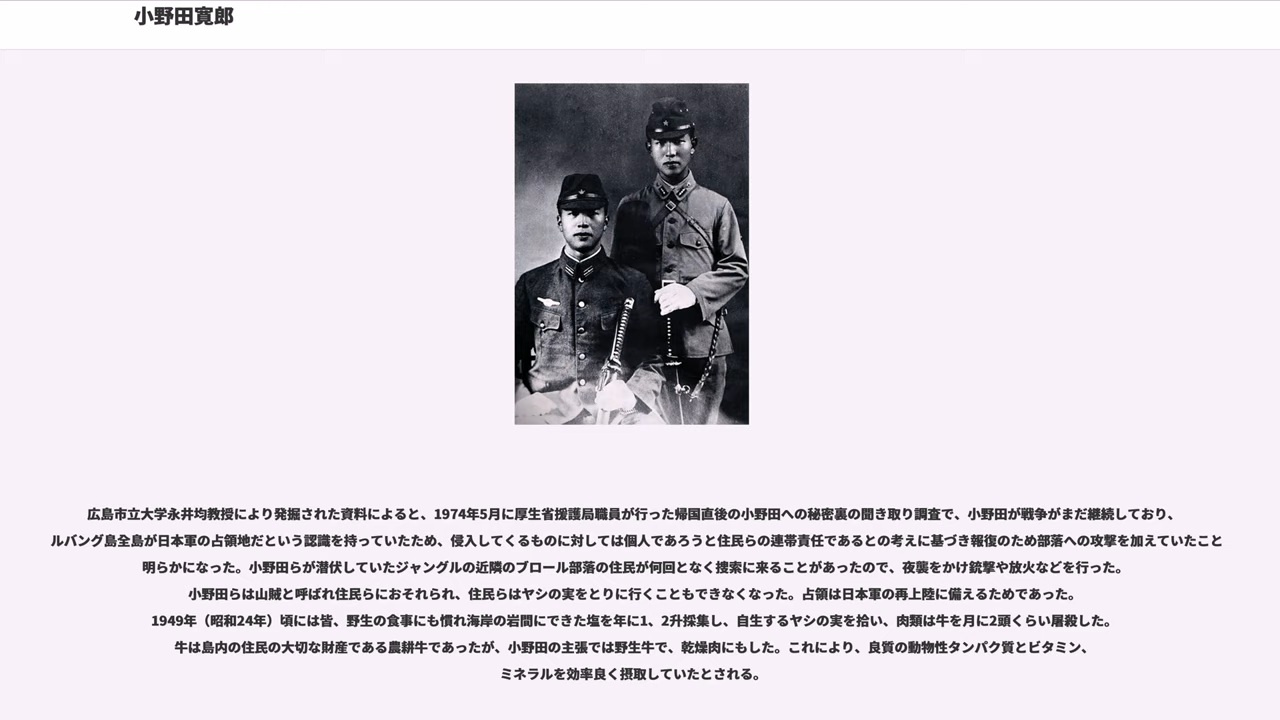 小野田寛郎
広島市立大学永井均教授により発掘された資料によると、1974年5月に厚生省援護局職員が行った帰国直後の小野田への秘密裏の聞き取り調査で、小野田が戦争がまだ継続しており、
ルバング島全島が日本軍の占領地だという認識を持っていたため、侵入してくるものに対しては個人であろうと住民らの連帯責任であるとの考えに基づき報復のため部落への攻撃を加えていたこと
明らかになった。小野田らが潜伏していたジャングルの近隣のブロール部落の住民が何回となく捜索に来ることがあったので、夜襲をかけ銃撃や放火などを行った。
小野田らは山賊と呼ばれ住民らにおそれられ、住民らはヤシの実をとりに行くこともできなくなった。占領は日本軍の再上陸に備えるためであった。
1949年（昭和24年）頃には皆、野生の食事にも慣れ海岸の岩間にできた塩を年に1、2升採集し、自生するヤシの実を拾い、肉類は牛を月に2頭くらい屠殺した。
牛は島内の住民の大切な財産である農耕牛であったが、小野田の主張では野生牛で、乾燥肉にもした。これにより、良質の動物性タンパク質とビタミン、
ミネラルを効率良く摂取していたとされる。